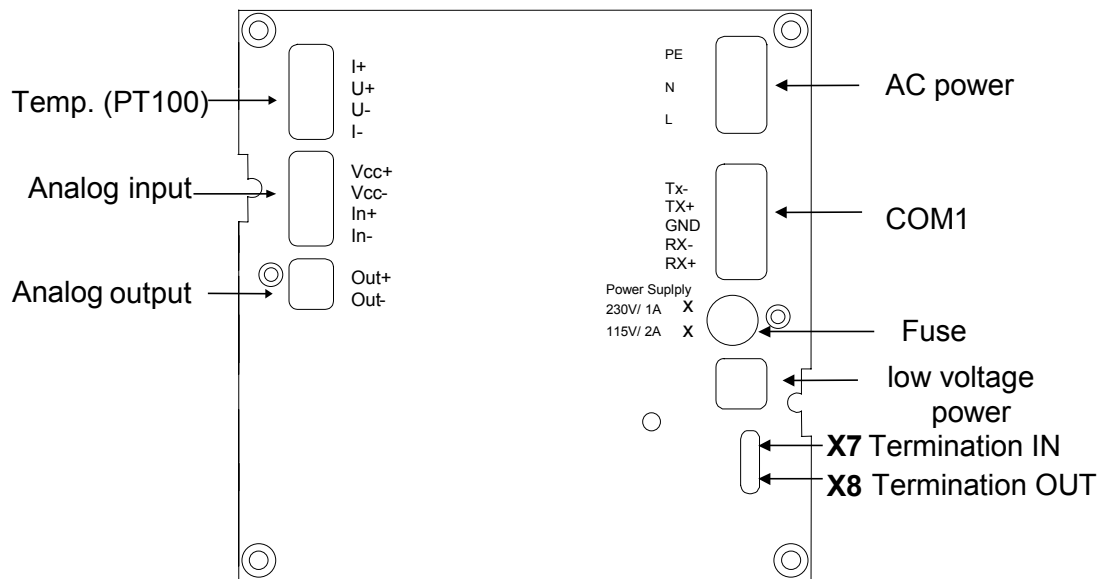 Temp. (PT100)
I+
U+
U-
I-
Analog input
Vcc+
Vcc-
In+
In-
Analog output
Out+
Out-
PE
N
L
AC power
Tx-
TX+
GND
RX-
RX+
COM1
Power Suplply
230V/ 1A X
115V/ 2A X
Fuse
low voltage
power
X7 Termination IN
X8 Termination OUT